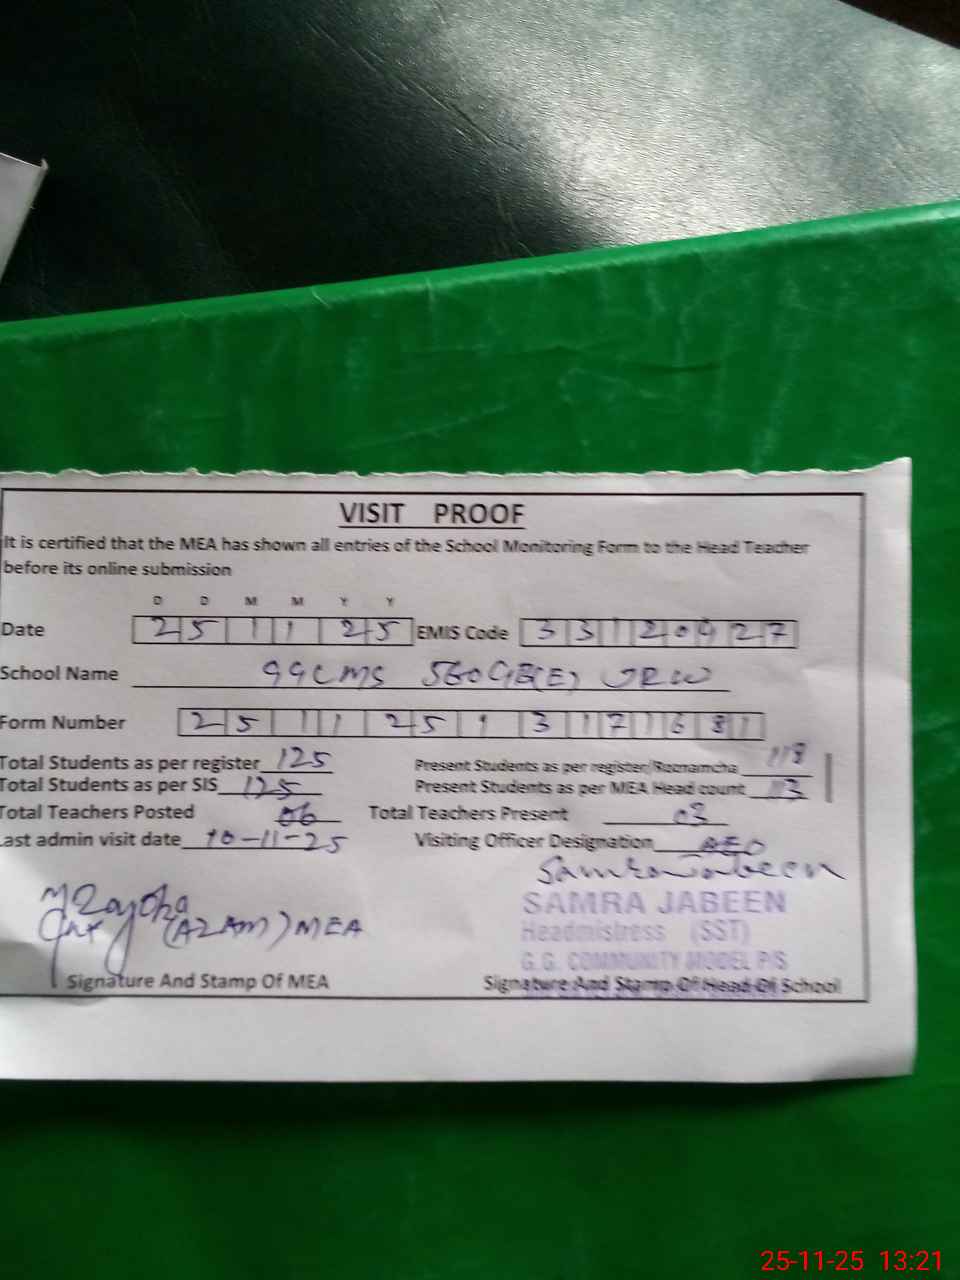 VISIT PROOF
It is certified that the MEA has shown all entries of the School Monitoring Form to the Head Teacher
before its online submission
D D M M Y Y
Date 2 5 1 1 2 5 EMIS Code 3 3 1 2 0 4 2 7
School Name GGCMS 560 GB(E) JRW
Form Number 2 5 1 1 2 5 1 3 1 7 1 6 8 1
Total Students as per register 125 Present Students as per register/Roznamcha 118
Total Students as per SIS 125 Present Students as per MEA Head count 113
Total Teachers Posted 06 Total Teachers Present 03
Last admin visit date 10-11-25 Visiting Officer Designation AEO
Samra Jabeen
SAMRA JABEEN
(AZAM) MEA
Headmistress (SST)
G.G. COMMUNITY MODEL P/S
Signature And Stamp Of MEA Signature And Stamp Of Head Of School
25-11-25 13:21